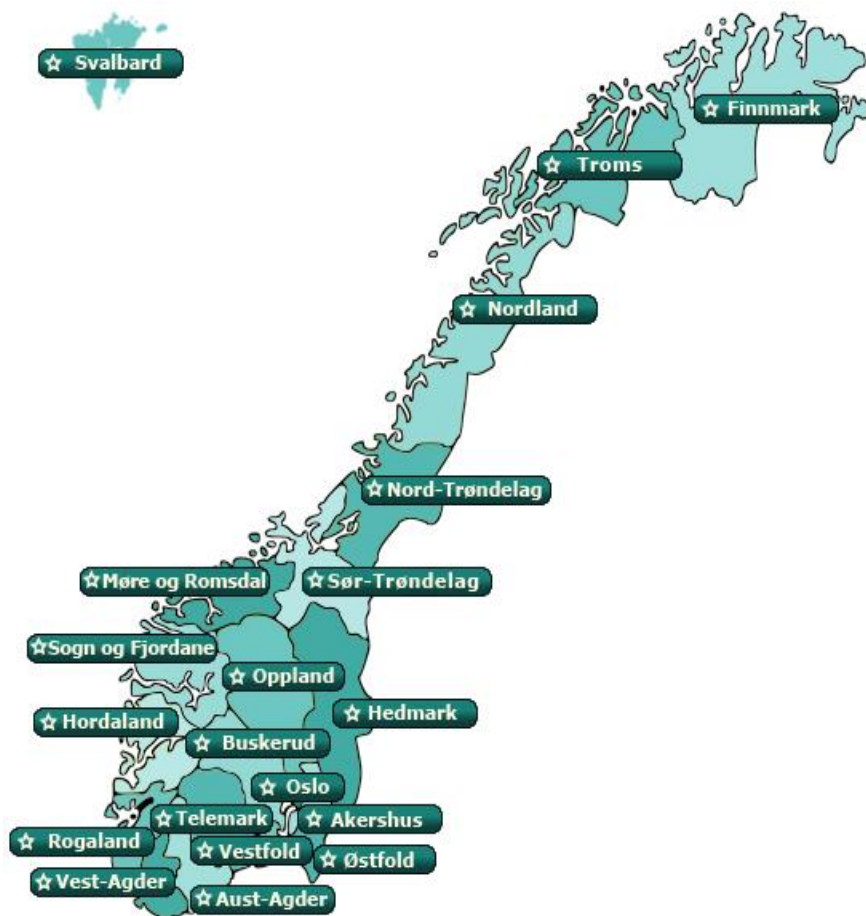 Svalbard
Finnmark
Troms
Nordland
Nord-Trøndelag
Møre og Romsdal
Sør-Trøndelag
Sogn og Fjordane
Oppland
Hedmark
Hordaland
Buskerud
Oslo
Telemark
Akershus
Rogaland
Vestfold
Østfold
Vest-Agder
Aust-Agder